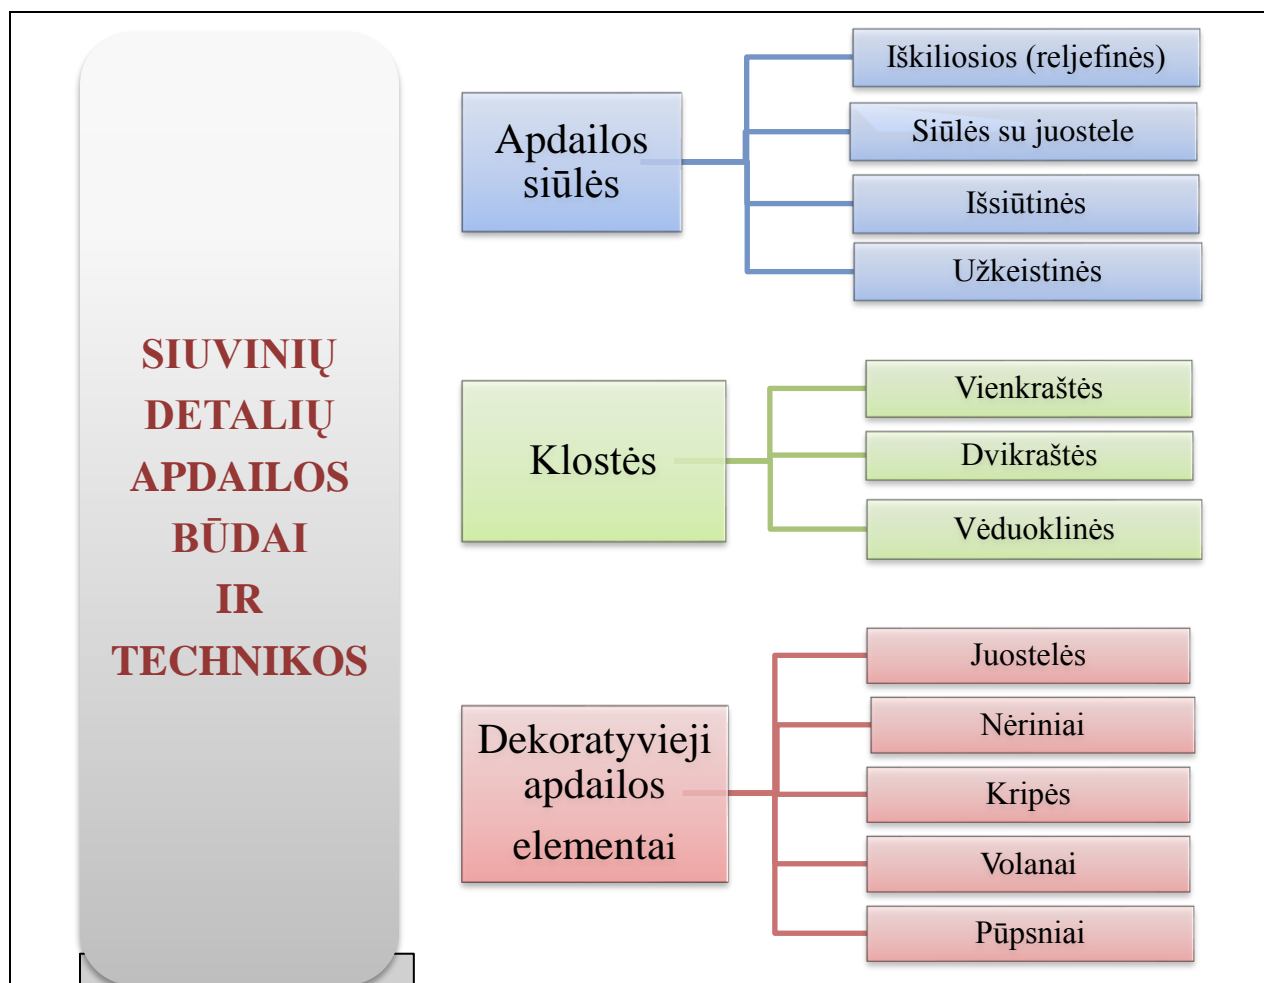 SIUVINIŲ
DETALIŲ
APDAILOS
BŪDAI
IR
TECHNIKOS
Apdailos
siūlės
Iškiliosios (reljefinės)
Siūlės su juostele
Išsiūtinės
Užkeistinės
Klostės
Vienkraštės
Dvikraštės
Vėduoklinės
Dekoratyvieji
apdailos
elementai
Juostelės
Nėriniai
Kripės
Volanai
Pūpsniai